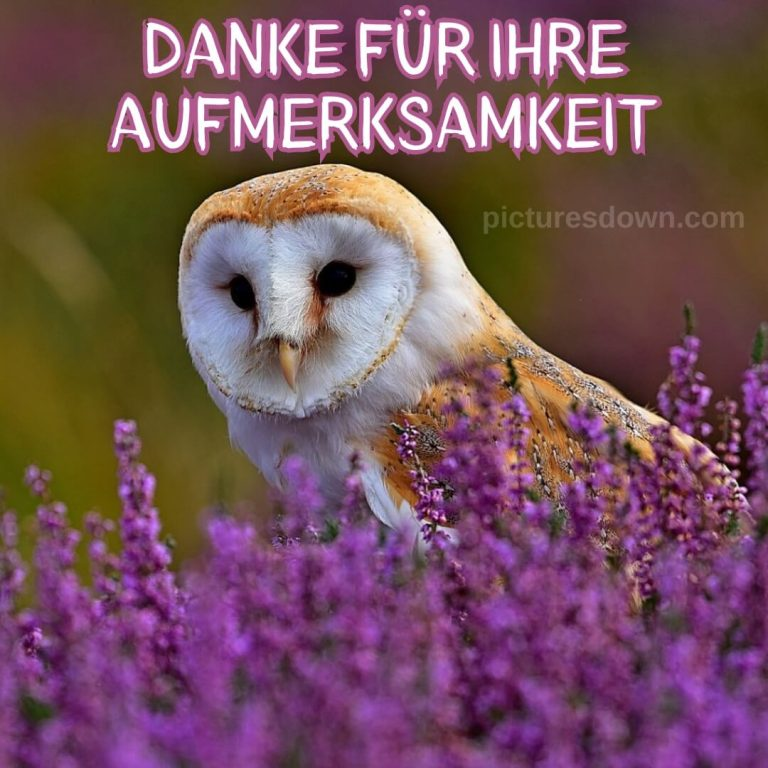 DANKE FÜR IHRE
AUFMERKSAMKEIT
picturesdown.com